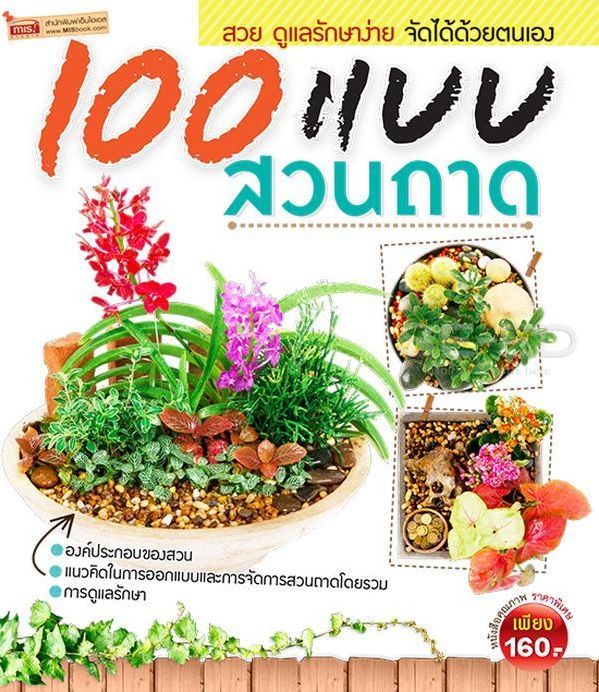 สำนักพิมพ์เอ็มไอเอส
www.MISbook.com
mis
สวย ดูแลรักษาง่าย จัดได้ด้วยตนเอง
100 แบบ
สวนถาด
องค์ประกอบของสวน
แนวคิดในการออกแบบและการจัดการสวนถาดโดยรวม
การดูแลรักษา
หนังสือคุณภาพ ราคาพิเศษ
เพียง
160.-